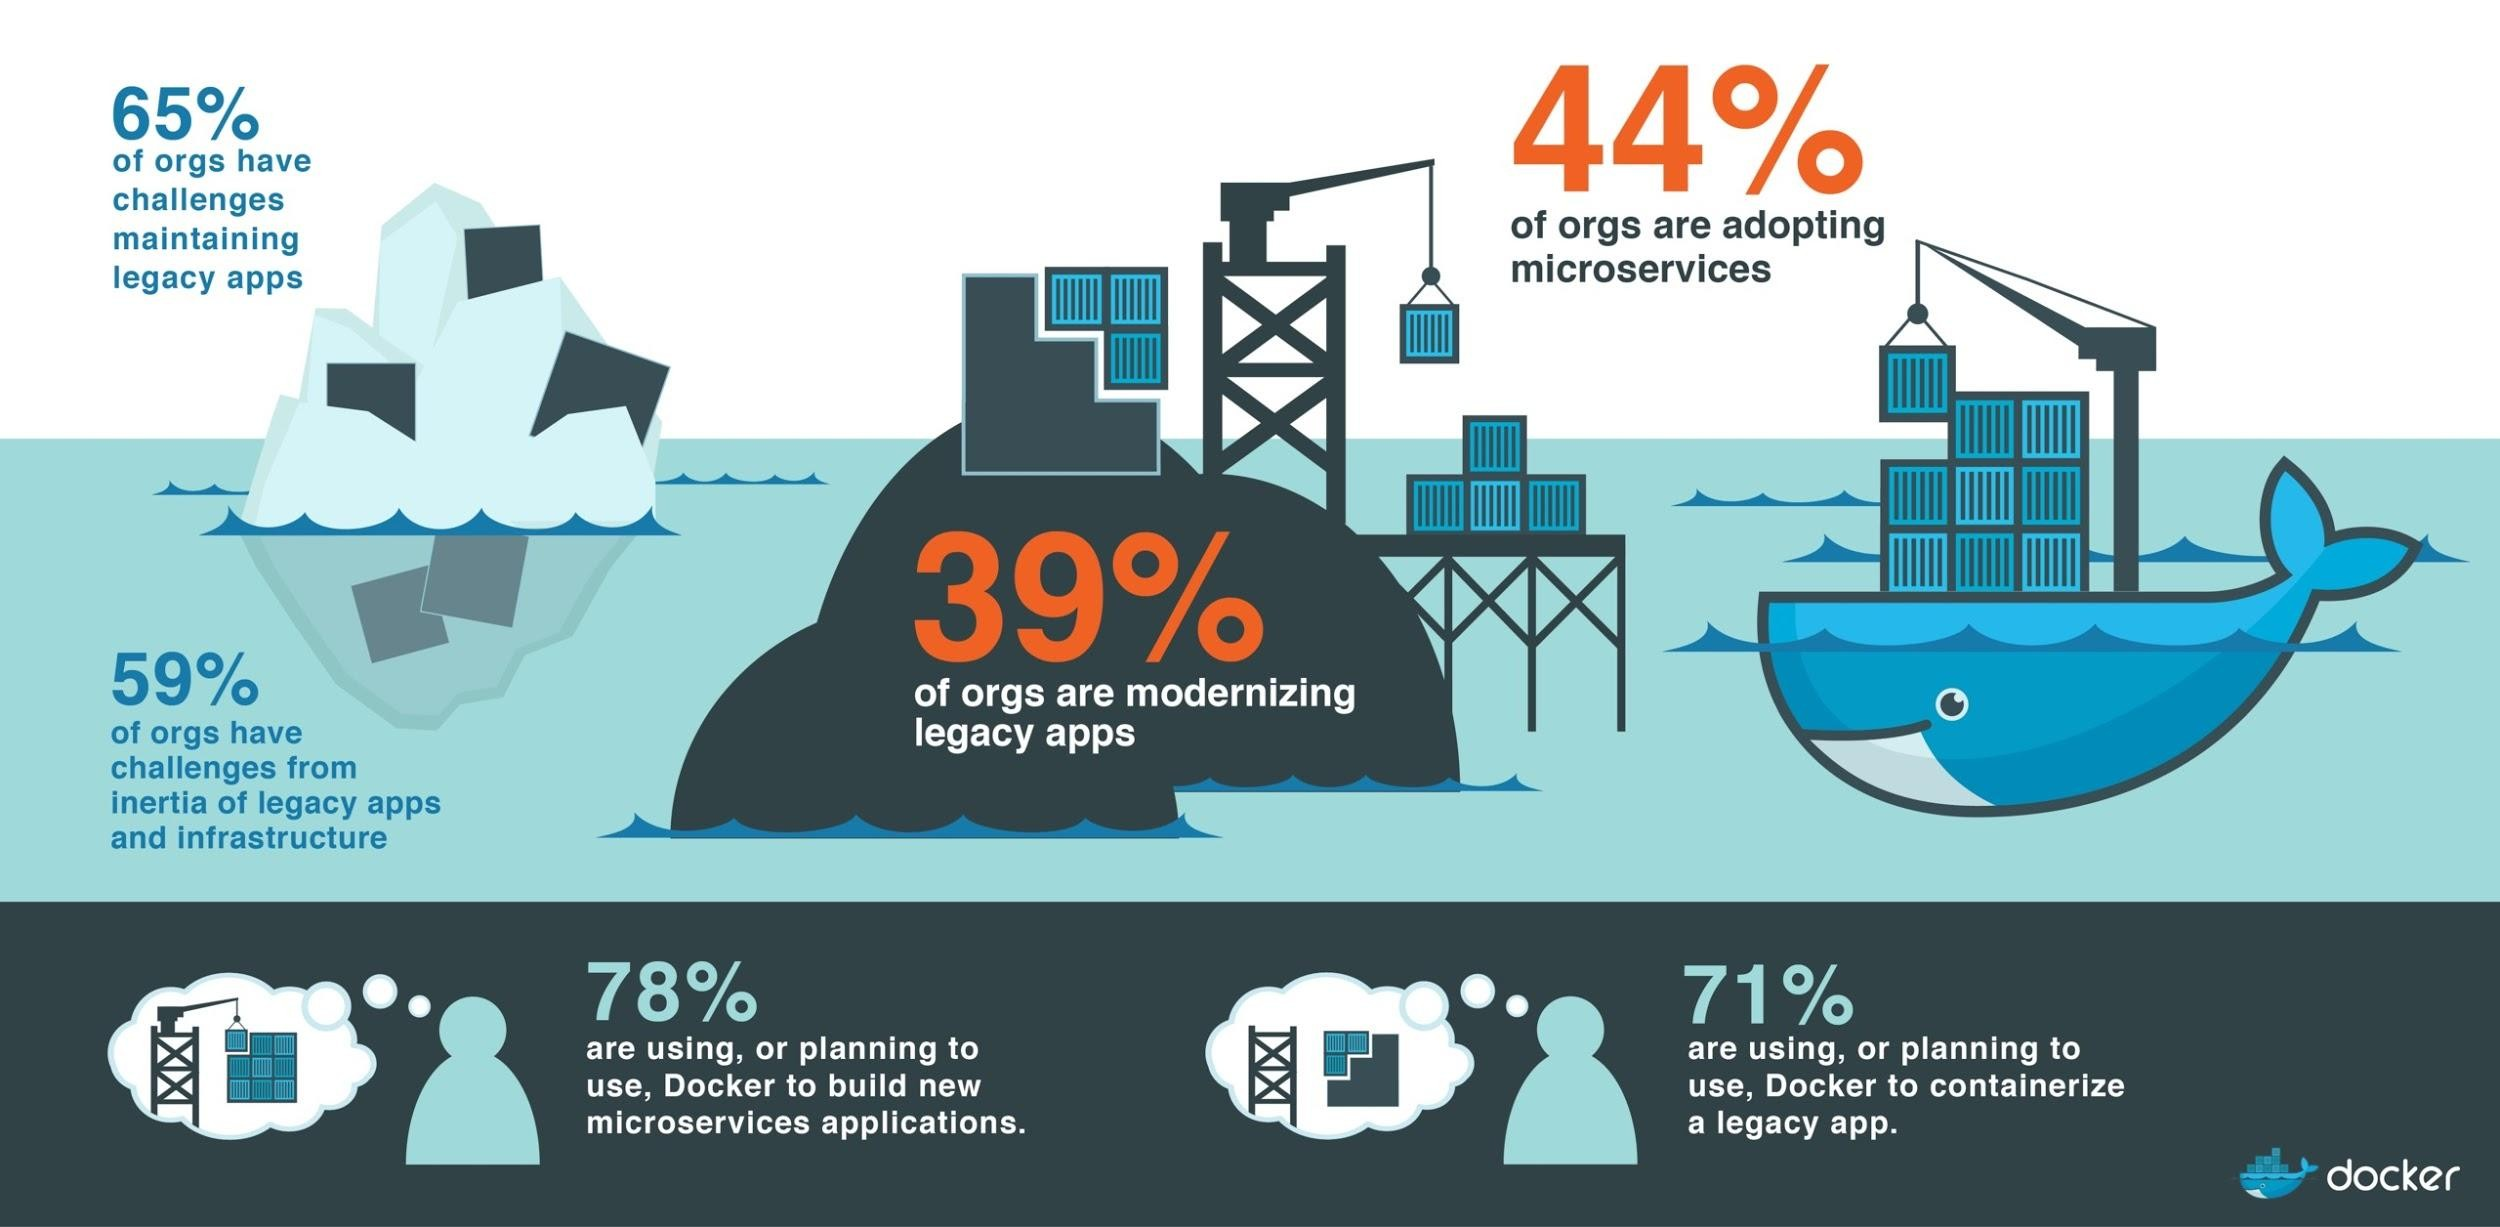 65%
of orgs have
challenges
maintaining
legacy apps
44%
of orgs are adopting
microservices
59%
of orgs have
challenges from
inertia of legacy apps
and infrastructure
39%
of orgs are modernizing
legacy apps
78%
are using, or planning to
use, Docker to build new
microservices applications.
71%
are using, or planning to
use, Docker to containerize
a legacy app.
docker